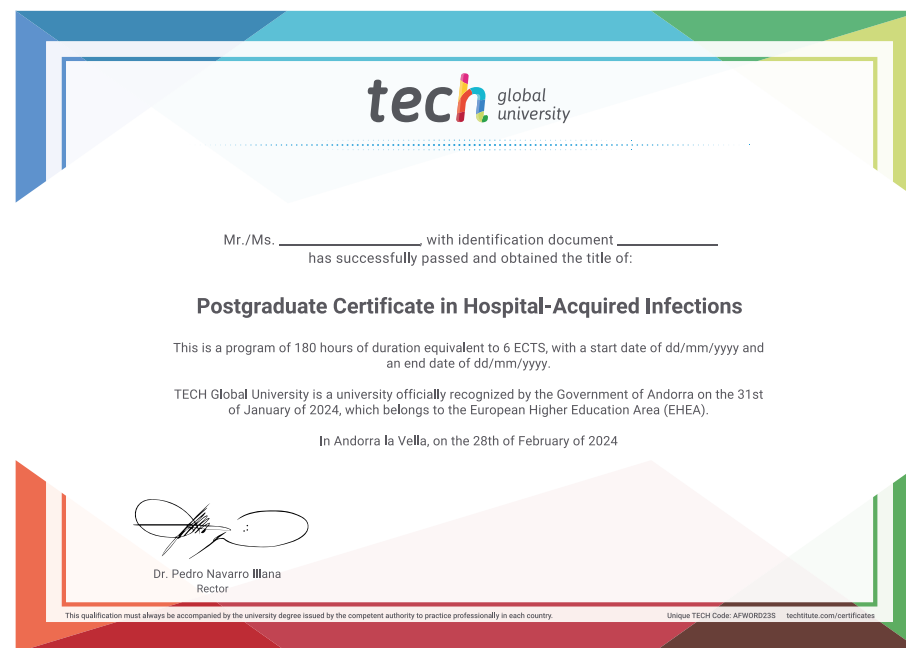 tech global
university
Mr./Ms. ____________, with identification document ____________
has successfully passed and obtained the title of:
Postgraduate Certificate in Hospital-Acquired Infections
This is a program of 180 hours of duration equivalent to 6 ECTS, with a start date of dd/mm/yyyy and
an end date of dd/mm/yyyy.
TECH Global University is a university officially recognized by the Government of Andorra on the 31st
of January of 2024, which belongs to the European Higher Education Area (EHEA).
In Andorra la Vella, on the 28th of February of 2024
Dr. Pedro Navarro Illana
Rector
This qualification must always be accompanied by the university degree issued by the competent authority to practice professionally in each country.
Unique TECH Code: AFWORD23S techtitute.com/certificates